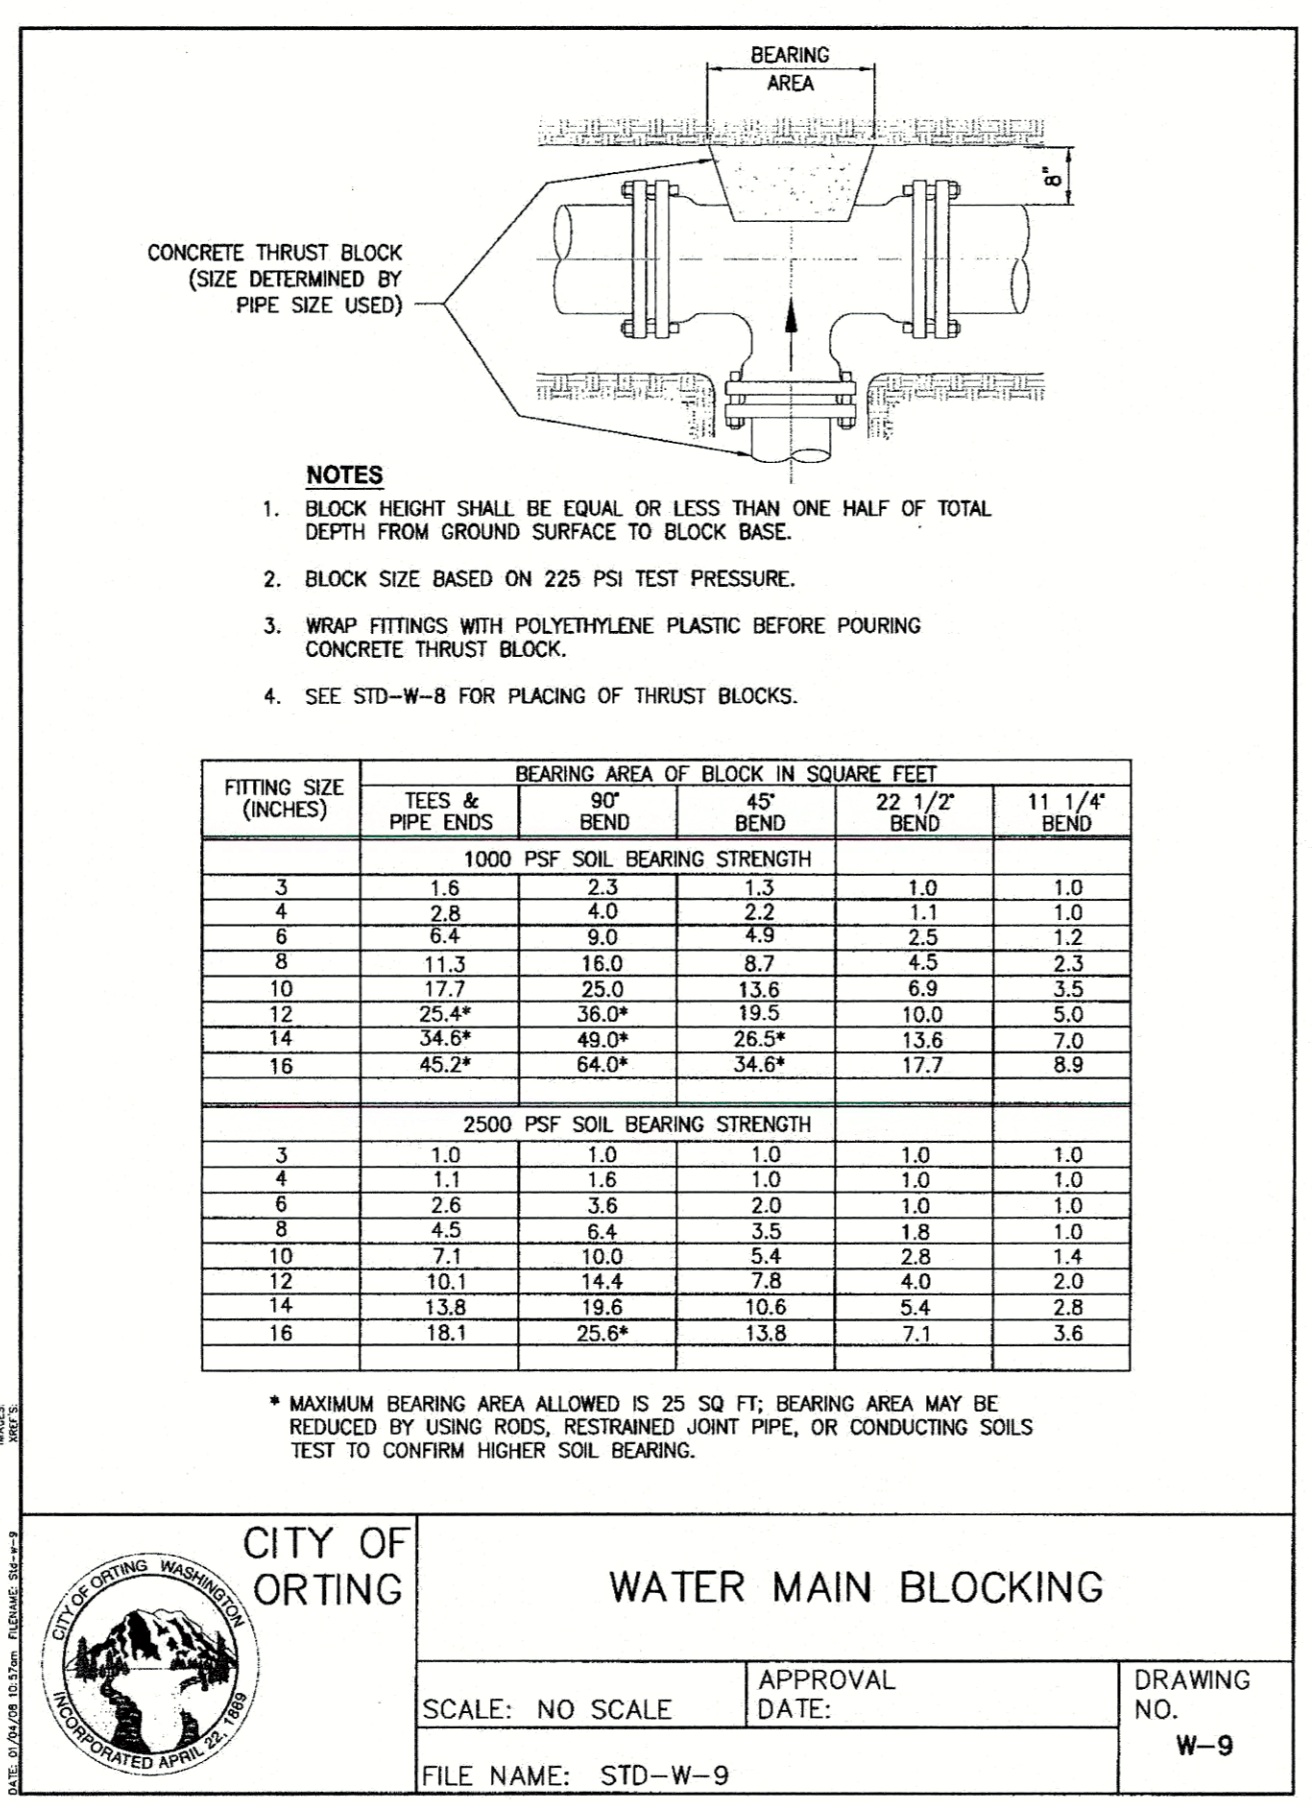 BEARING
AREA
8"
CONCRETE THRUST BLOCK
(SIZE DETERMINED BY
PIPE SIZE USED)
NOTES
1. BLOCK HEIGHT SHALL BE EQUAL OR LESS THAN ONE HALF OF TOTAL
DEPTH FROM GROUND SURFACE TO BLOCK BASE.
2. BLOCK SIZE BASED ON 225 PSI TEST PRESSURE.
3. WRAP FITTINGS WITH POLYETHYLENE PLASTIC BEFORE POURING
CONCRETE THRUST BLOCK.
4. SEE STD-W-8 FOR PLACING OF THRUST BLOCKS.
FITTING SIZE
(INCHES)
BEARING AREA OF BLOCK IN SQUARE FEET
TEES &
PIPE ENDS
90°
BEND
45°
BEND
22 1/2°
BEND
11 1/4°
BEND
1000 PSF SOIL BEARING STRENGTH
3 1.6 2.3 1.3 1.0 1.0
4 2.8 4.0 2.2 1.1 1.0
6 6.4 9.0 4.9 2.5 1.2
8 11.3 16.0 8.7 4.5 2.3
10 17.7 25.0 13.6 6.9 3.5
12 25.4* 36.0* 19.5 10.0 5.0
14 34.6* 49.0* 26.5* 13.6 7.0
16 45.2* 64.0* 34.6* 17.7 8.9
2500 PSF SOIL BEARING STRENGTH
3 1.0 1.0 1.0 1.0 1.0
4 1.1 1.6 1.0 1.0 1.0
6 2.6 3.6 2.0 1.0 1.0
8 4.5 6.4 3.5 1.8 1.0
10 7.1 10.0 5.4 2.8 1.4
12 10.1 14.4 7.8 4.0 2.0
14 13.8 19.6 10.6 5.4 2.8
16 18.1 25.6* 13.8 7.1 3.6
* MAXIMUM BEARING AREA ALLOWED IS 25 SQ FT; BEARING AREA MAY BE
REDUCED BY USING RODS, RESTRAINED JOINT PIPE, OR CONDUCTING SOILS
TEST TO CONFIRM HIGHER SOIL BEARING.
XREF'S:
DATE: 01/04/08 10:57am FILENAME: Std-w-9
CITY OF
ORTING
CITY OF ORTING WASHINGTON
INCORPORATED APRIL 22, 1889
WATER MAIN BLOCKING
SCALE: NO SCALE
APPROVAL
DATE:
DRAWING
NO.
W-9
FILE NAME: STD-W-9